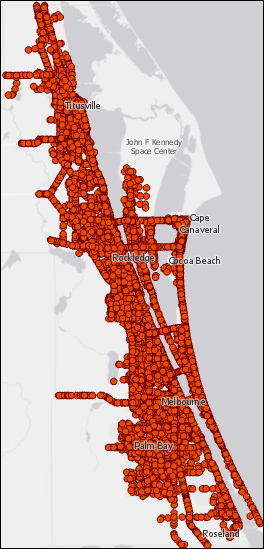 Titusville
John F Kennedy
Space Center
Cape
Canaveral
Rockledge
Cocoa Beach
Melbourne
Palm Bay
Roseland